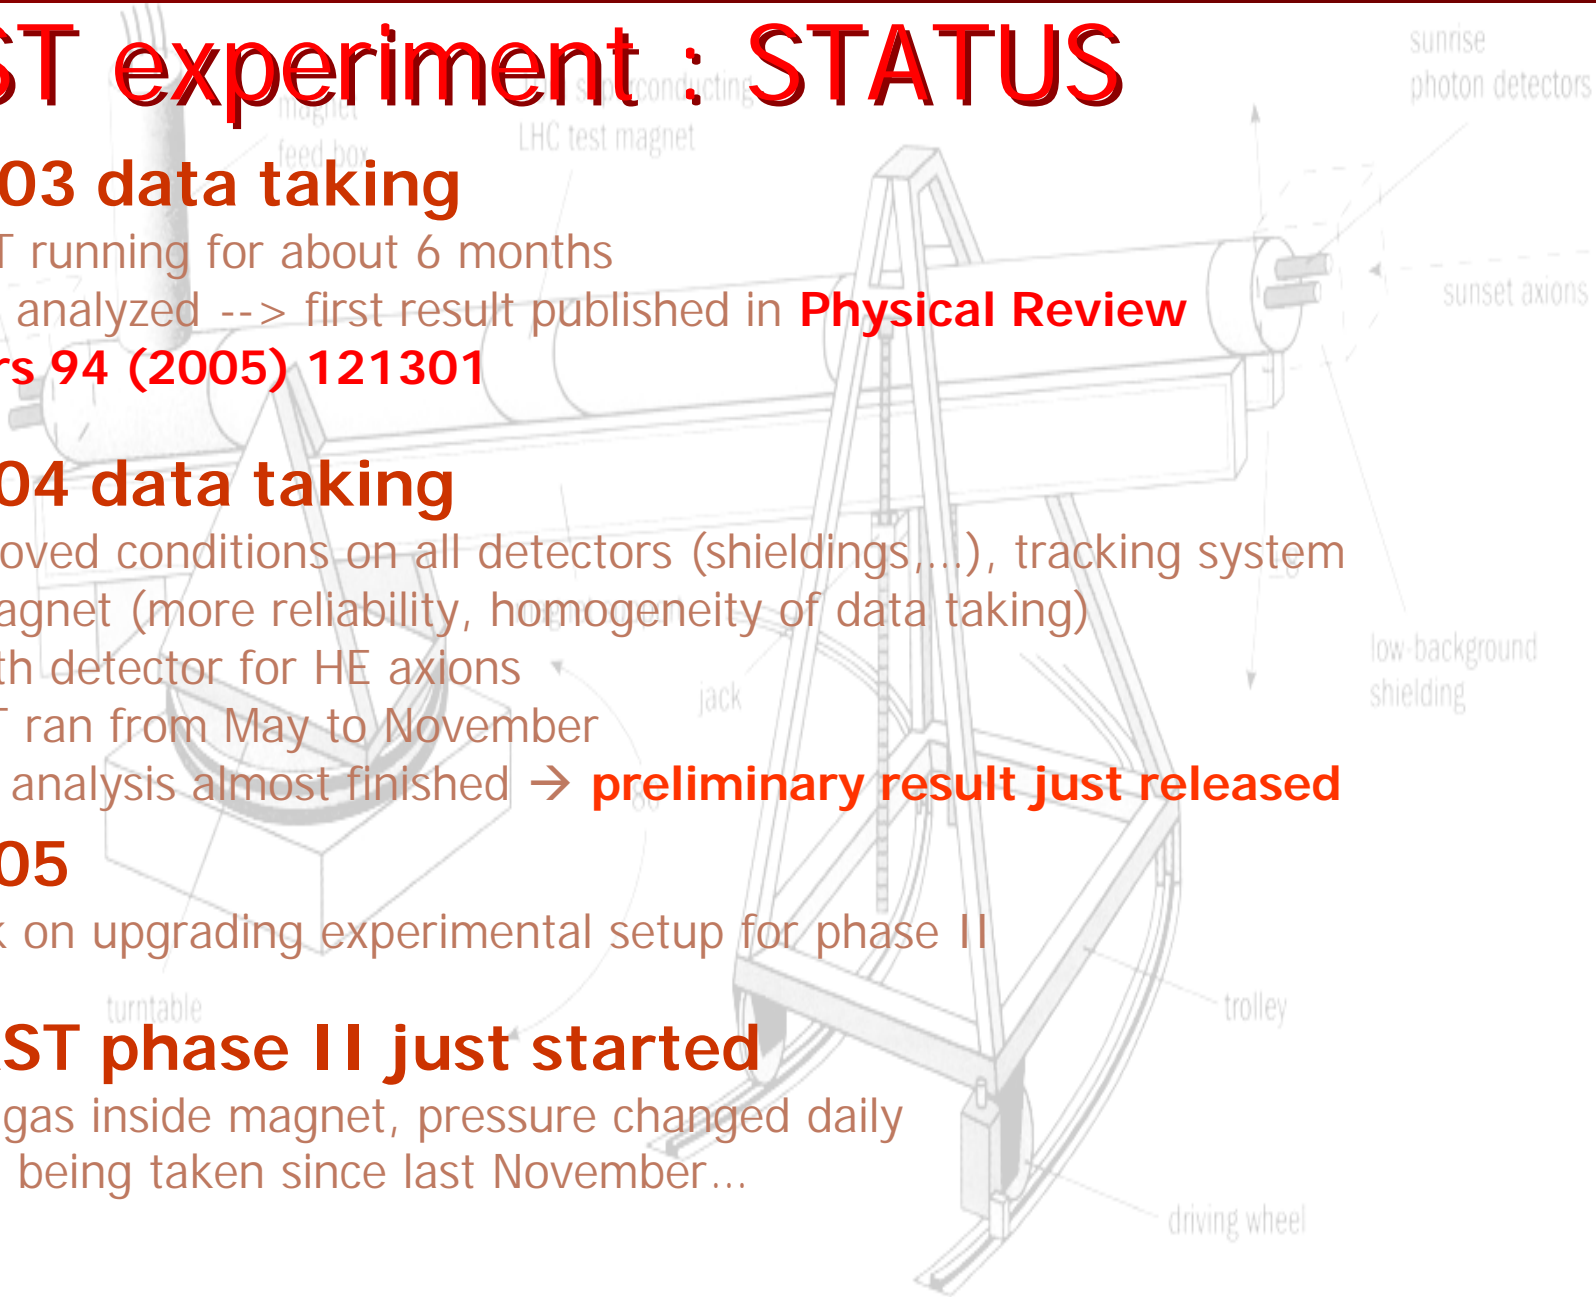 ST experiment : STATUS
sunrise
photon detectors
superconducting
LHC test magnet
magnet
feed box
03 data taking
T running for about 6 months
analyzed --> first result published in Physical Review
rs 94 (2005) 121301
sunset axions
04 data taking
oved conditions on all detectors (shieldings,...), tracking system
agnet (more reliability, homogeneity of data taking)
th detector for HE axions
low-background
shielding
jack
T ran from May to November
analysis almost finished → preliminary result just released
05
k on upgrading experimental setup for phase II
turntable
trolley
AST phase II just started
gas inside magnet, pressure changed daily
being taken since last November...
driving wheel